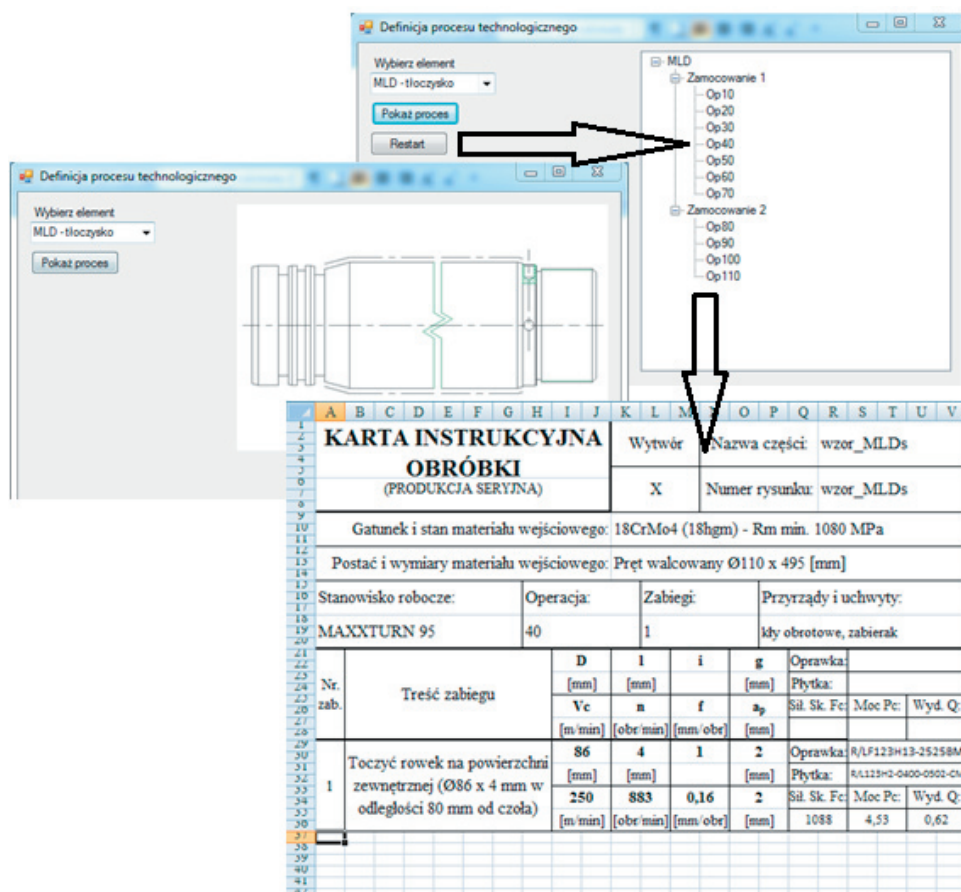 Definicja procesu technologicznego
Wybierz element
MLD -tłoczysko
Pokaż proces
Restart
MLD
Zamocowanie 1
Op10
Op20
Op30
Op40
Op50
Op60
Op70
Zamocowanie 2
Op80
Op90
Op100
Op110
Definicja procesu technologicznego
Wybierz element
MLD -tłoczysko
Pokaż proces
A B C D E F G H I J K L M N O P Q R S T U V
KARTA INSTRUKCYJNA
OBRÓBKI
(PRODUKCJA SERYJNA)
Wytwór
Nazwa części: wzor_MLDs
X
Numer rysunku: wzor_MLDs
Gatunek i stan materiału wejściowego: 18CrMo4 (18hgm) - Rm min. 1080 MPa
Postać i wymiary materiału wejściowego: Pręt walcowany Ø110 x 495 [mm]
Stanowisko robocze: Operacja: Zabiegi: Przyrządy i uchwyty:
MAXXTURN 95 40 1 kły obrotowe, zabierak
Nr. zab.
Treść zabiegu
D l i g Oprawka:
[mm] [mm] [mm] Płytka:
Vc n f ap Sił. Sk. Fc: Moc Pc: Wyd. Q:
[m/min] [obr/min] [mm/obr] [mm]
1
Toczyć rowek na powierzchni
zewnętrznej (Ø86 x 4 mm w
odległości 80 mm od czoła)
86 4 1 2 Oprawka: R/LF123H13-2525BM
[mm] [mm] [mm] Płytka: R/L123H2-0400-0502-CM
250 883 0,16 2 Sił. Sk. Fc: Moc Pc: Wyd. Q:
[m/min] [obr/min] [mm/obr] [mm] 1088 4,53 0,62